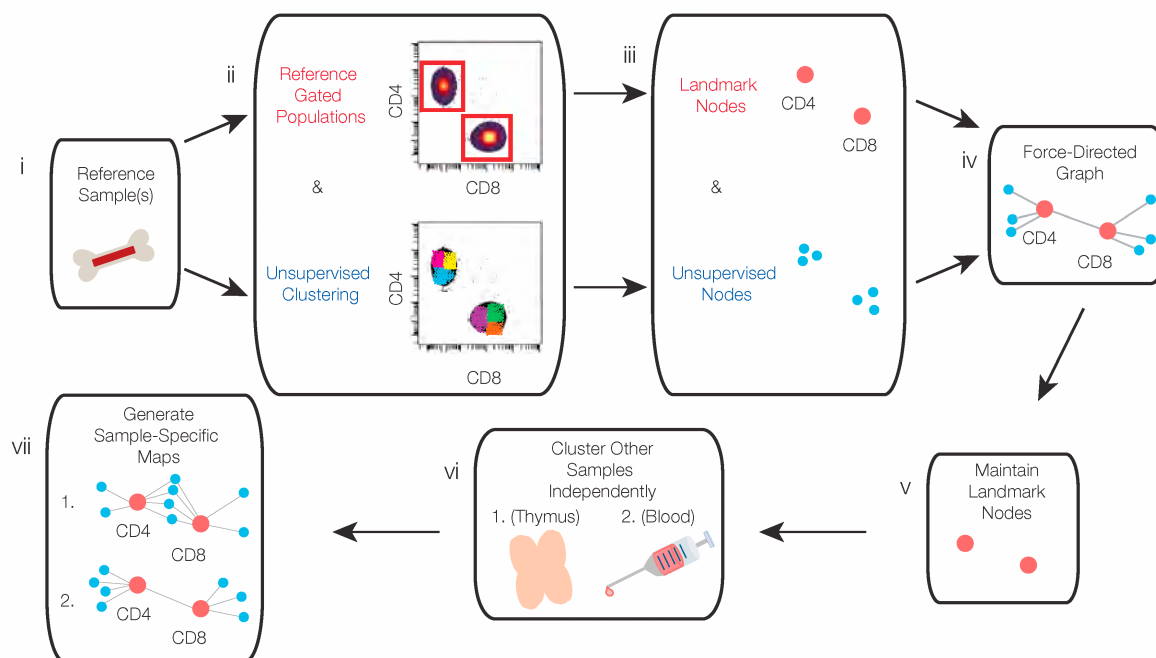 i
Reference
Sample(s)
ii
Reference
Gated
Populations
CD4
CD8
&
Unsupervised
Clustering
CD4
CD8
iii
Landmark
Nodes
CD4
CD8
&
Unsupervised
Nodes
iv
Force-Directed
Graph
CD4
CD8
v
Maintain
Landmark
Nodes
vi
Cluster Other
Samples
Independently
1. (Thymus)
2. (Blood)
vii
Generate
Sample-Specific
Maps
1.
CD4
CD8
2.
CD4
CD8